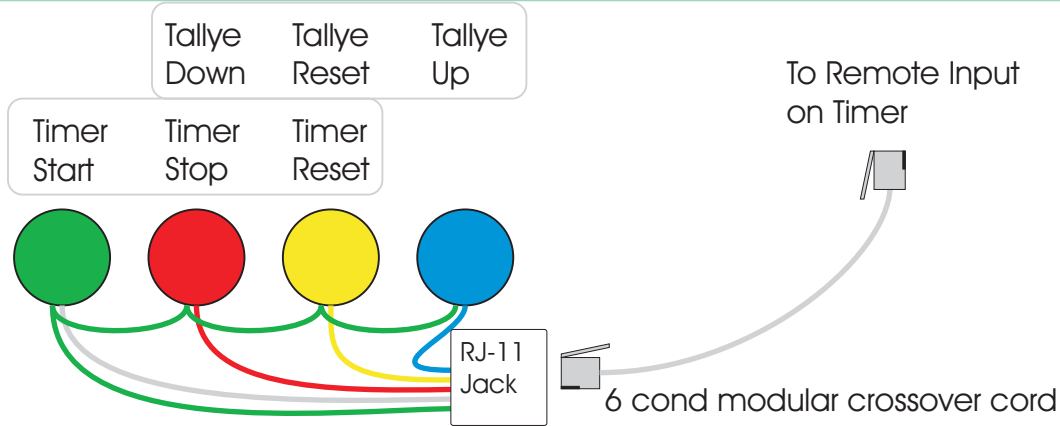 Tallye Down
Tallye Reset
Tallye Up
Timer Start
Timer Stop
Timer Reset
To Remote Input
on Timer
RJ-11
Jack
6 cond modular crossover cord